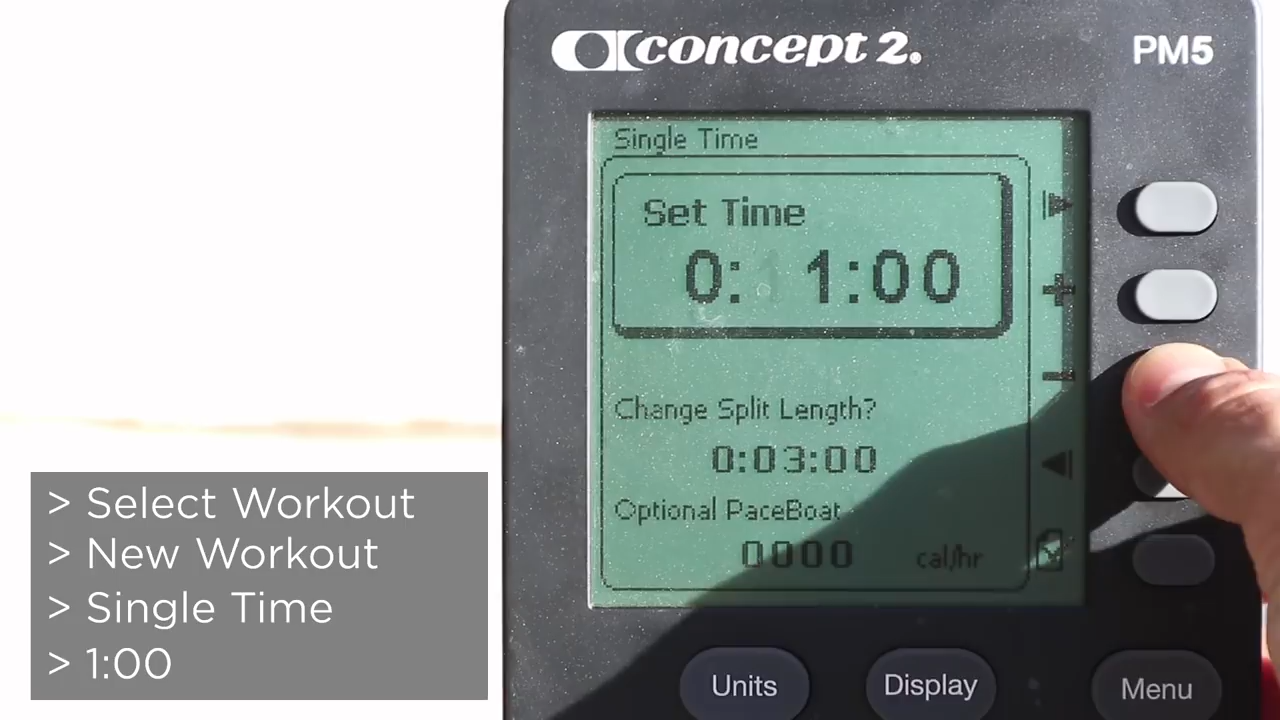 concept 2®
PM5
Single Time
Set Time
0: 1:00
Change Split Length?
0:03:00
Optional PaceBoat
0000 cal/hr
Units
Display
Menu
> Select Workout
> New Workout
> Single Time
> 1:00